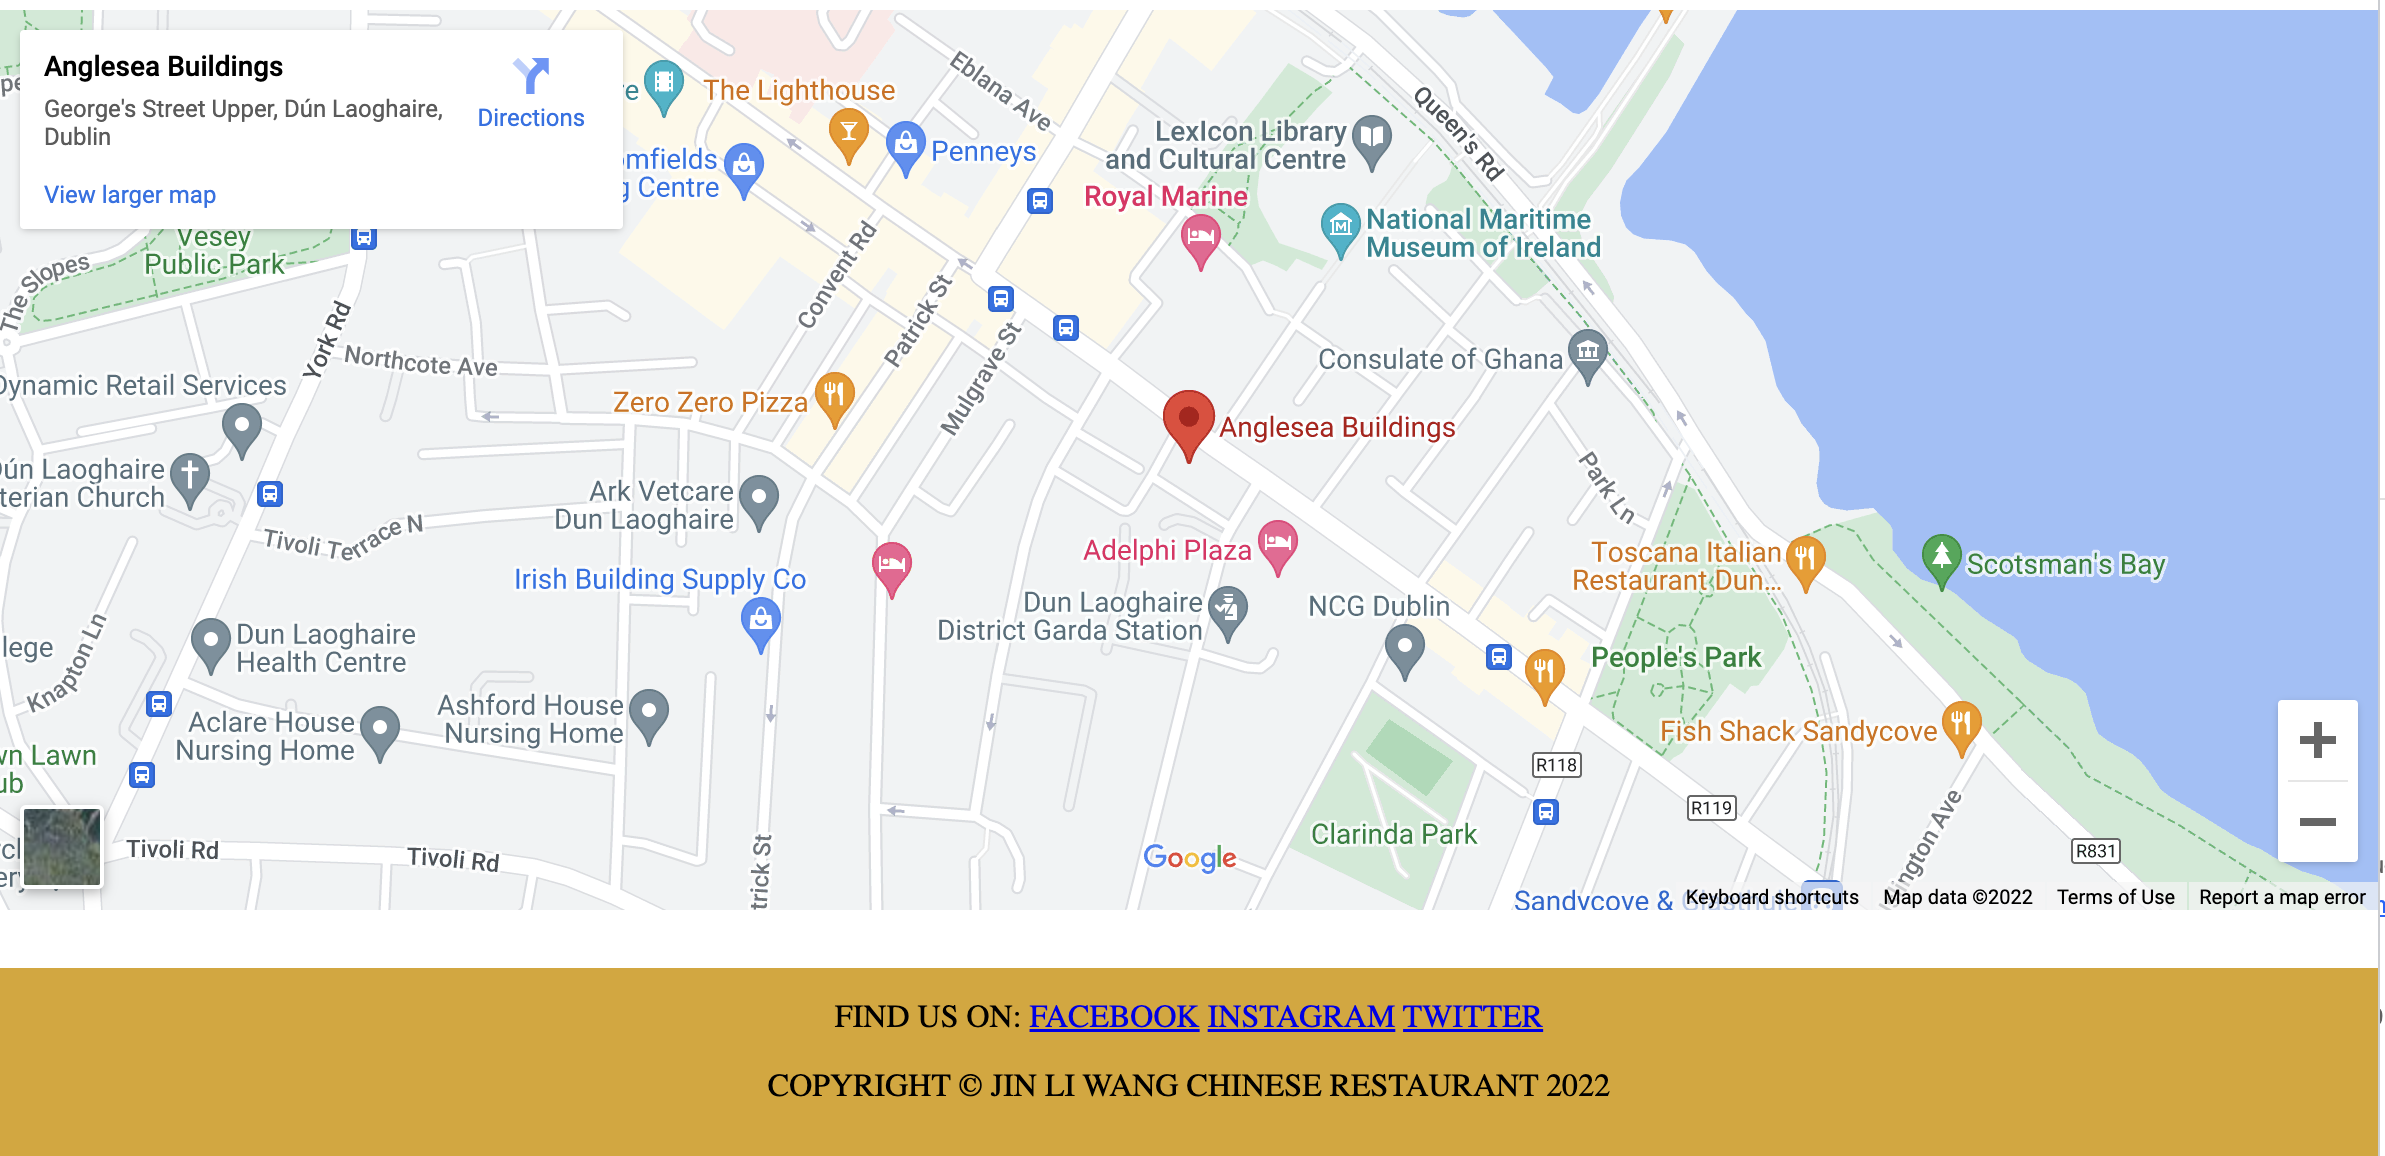 Anglesea Buildings
George's Street Upper, Dún Laoghaire,
Dublin
Directions
View larger map
The Lighthouse
Penneys
Eblana Ave
Queen's Rd
LexIcon Library
and Cultural Centre
Royal Marine
National Maritime
Museum of Ireland
Centre
Vesey
Public Park
The Slopes
York Rd
Convent Rd
Patrick St
Mulgrave St
Northcote Ave
Consulate of Ghana
Dynamic Retail Services
Zero Zero Pizza
Anglesea Buildings
Park Ln
Dún Laoghaire
terian Church
Ark Vetcare
Dun Laoghaire
Tivoli Terrace N
Adelphi Plaza
Toscana Italian
Restaurant Dun...
Scotsman's Bay
Irish Building Supply Co
Dun Laoghaire
District Garda Station
NCG Dublin
Dun Laoghaire
Health Centre
lege
Knapton Ln
People's Park
Ashford House
Nursing Home
Aclare House
Nursing Home
Fish Shack Sandycove
wn Lawn
ub
R118
R119
Clarinda Park
Tivoli Rd
Tivoli Rd
trick St
Google
R831
ington Ave
Sandycove &
Keyboard shortcuts
Map data ©2022
Terms of Use
Report a map error
FIND US ON: FACEBOOK INSTAGRAM TWITTER
COPYRIGHT © JIN LI WANG CHINESE RESTAURANT 2022